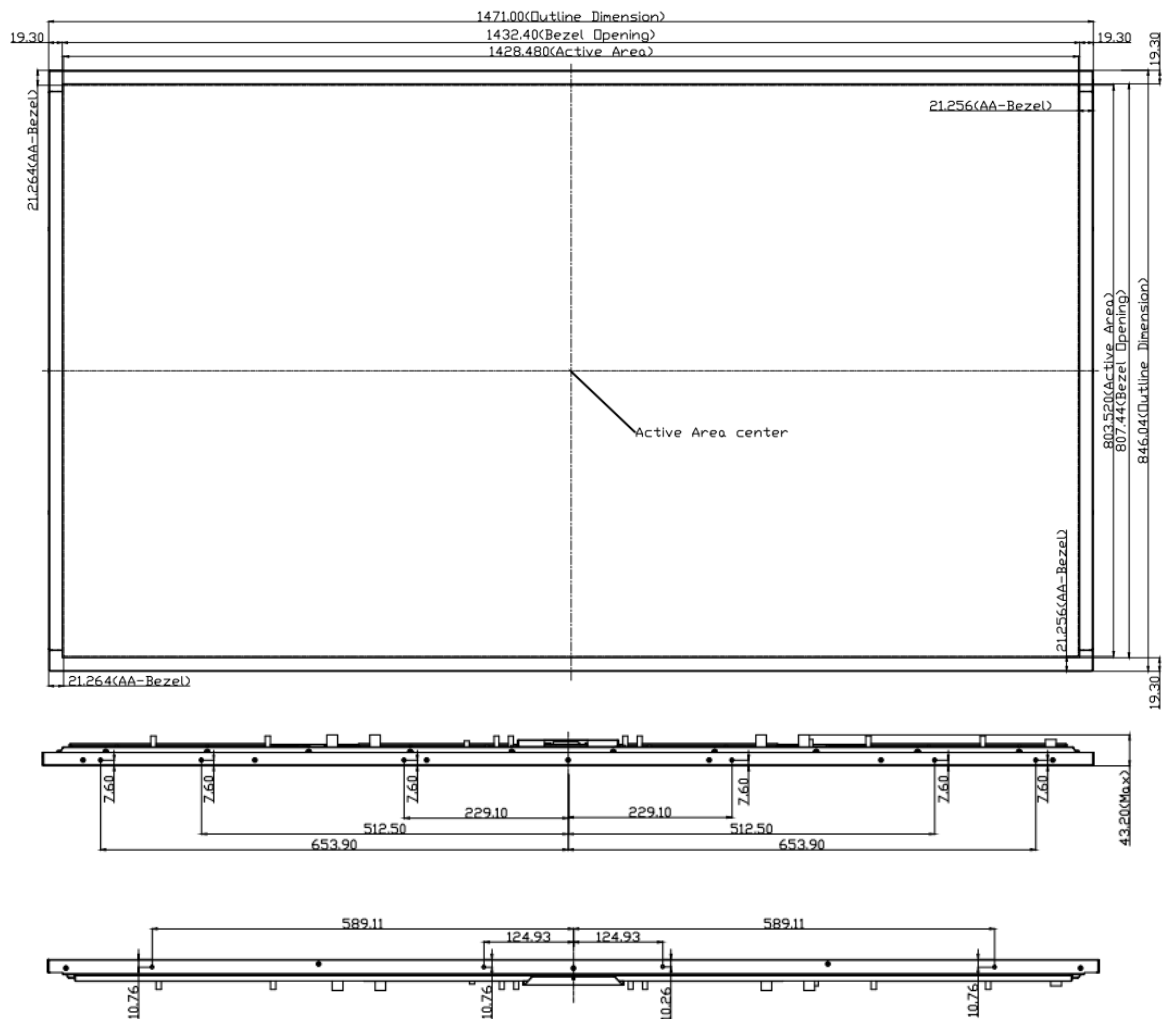 1471.00(Outline Dimension)
19.30
1432.40(Bezel Opening)
19.30
19.30
1428.480(Active Area)
21.264(AA-Bezel)
21.256(AA-Bezel)
803.520(Active Area)
807.44(Bezel Opening)
846.04(Outline Dimension)
Active Area center
21.256(AA-Bezel)
21.264(AA-Bezel)
19.30
7.60
7.60
7.60
7.60
7.60
7.60
43.20(Max)
229.10
229.10
512.50
512.50
653.90
653.90
589.11
589.11
124.93
124.93
10.76
10.76
10.26
10.76